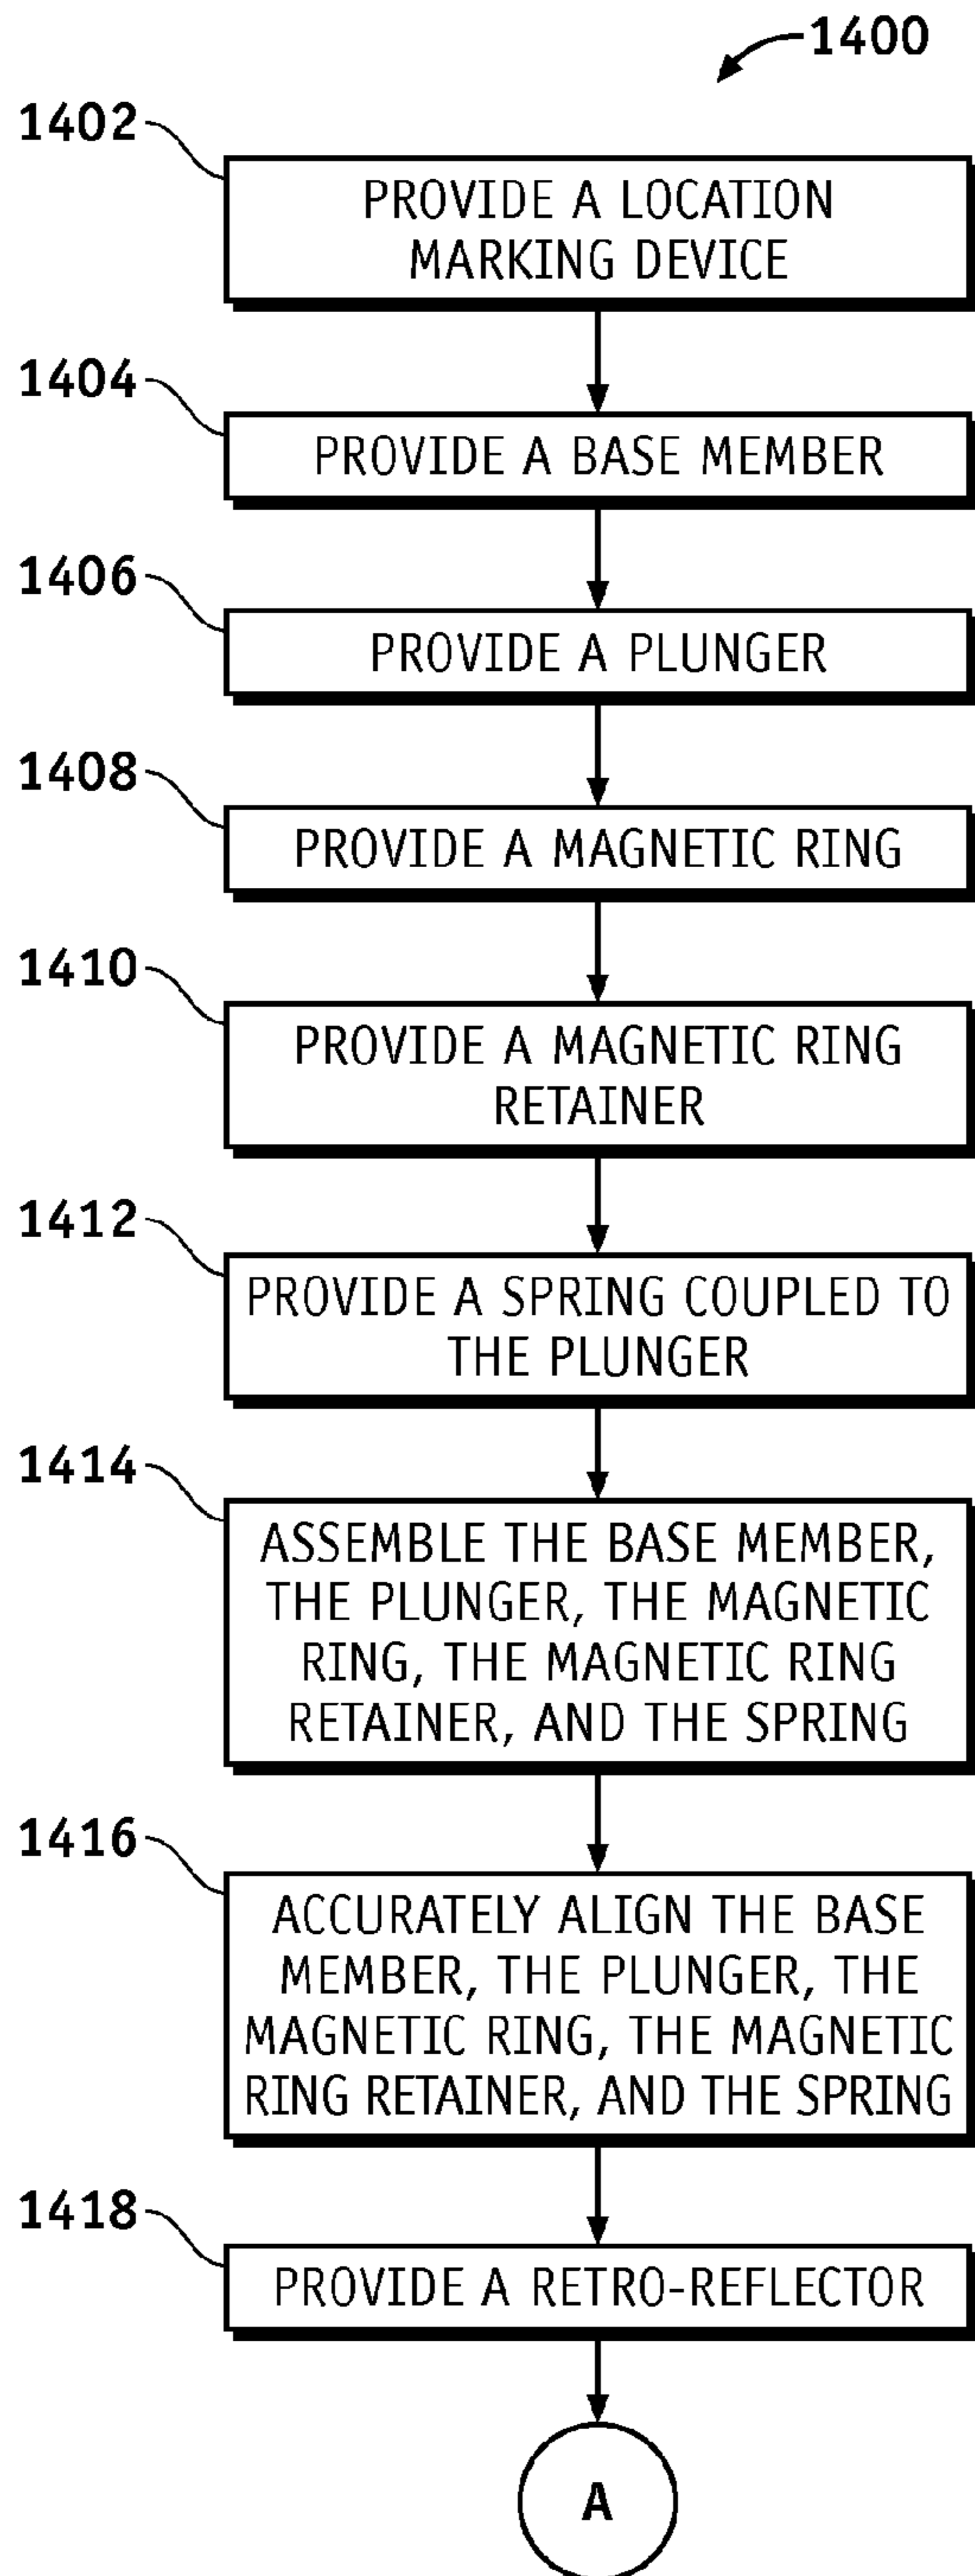 1400
1402
PROVIDE A LOCATION
MARKING DEVICE
1404
PROVIDE A BASE MEMBER
1406
PROVIDE A PLUNGER
1408
PROVIDE A MAGNETIC RING
1410
PROVIDE A MAGNETIC RING
RETAINER
1412
PROVIDE A SPRING COUPLED TO
THE PLUNGER
1414
ASSEMBLE THE BASE MEMBER,
THE PLUNGER, THE MAGNETIC
RING, THE MAGNETIC RING
RETAINER, AND THE SPRING
1416
ACCURATELY ALIGN THE BASE
MEMBER, THE PLUNGER, THE
MAGNETIC RING, THE MAGNETIC
RING RETAINER, AND THE SPRING
1418
PROVIDE A RETRO-REFLECTOR
A